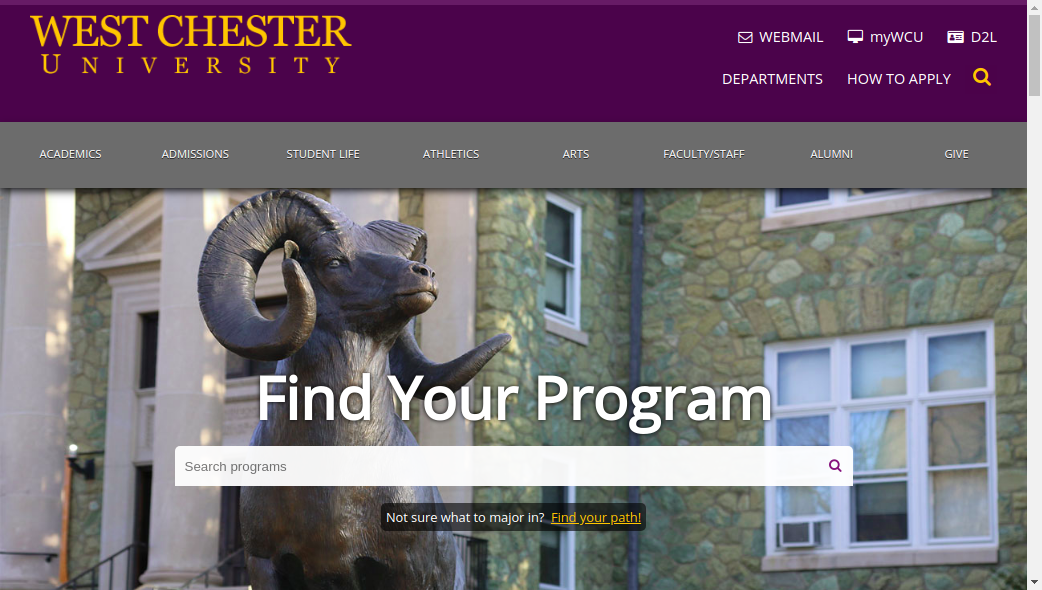 WEST CHESTER
UNIVERSITY
WEBMAIL myWCU D2L
DEPARTMENTS HOW TO APPLY
ACADEMICS ADMISSIONS STUDENT LIFE ATHLETICS ARTS FACULTY/STAFF ALUMNI GIVE
Find Your Program
Search programs
Not sure what to major in? Find your path!